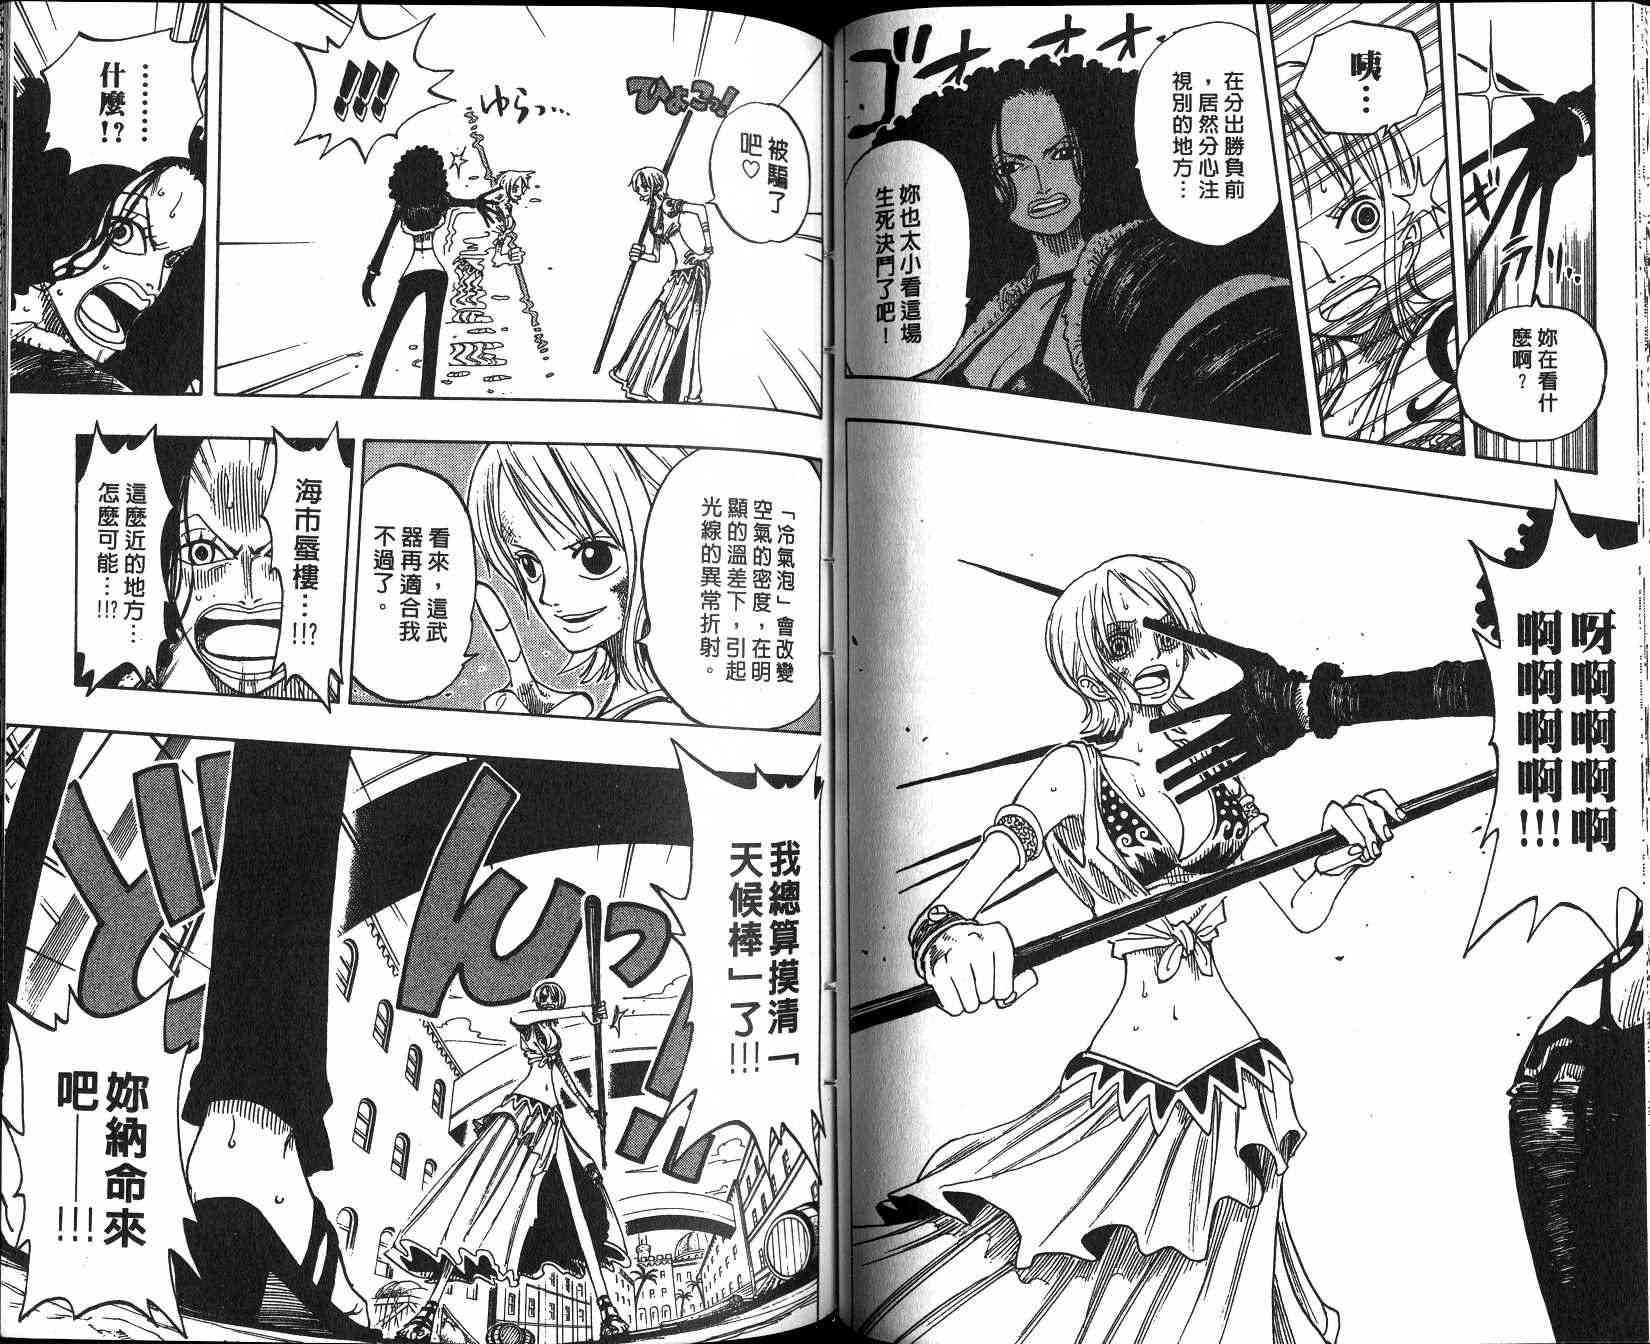 妳在看什
麼啊？
咦…
在分出勝負前
，居然分心注
視別的地方…
妳也太小看這場
生死決鬥了吧！
ゴオオオ
呀啊啊啊啊
啊啊啊啊!!!
被騙了
吧♡
ひょこっ!
ゆらっ…
!!!
………
什麼!?
「冷氣泡」會改變
空氣的密度，在明
顯的溫差下，引起
光線的異常折射。
看來，這武
器再適合我
不過了。
海市蜃樓…!!?
這麼近的地方…
怎麼可能…!!?
我總算摸清「
天候棒」了!!!
どんっ!!
妳納命來
吧——!!!